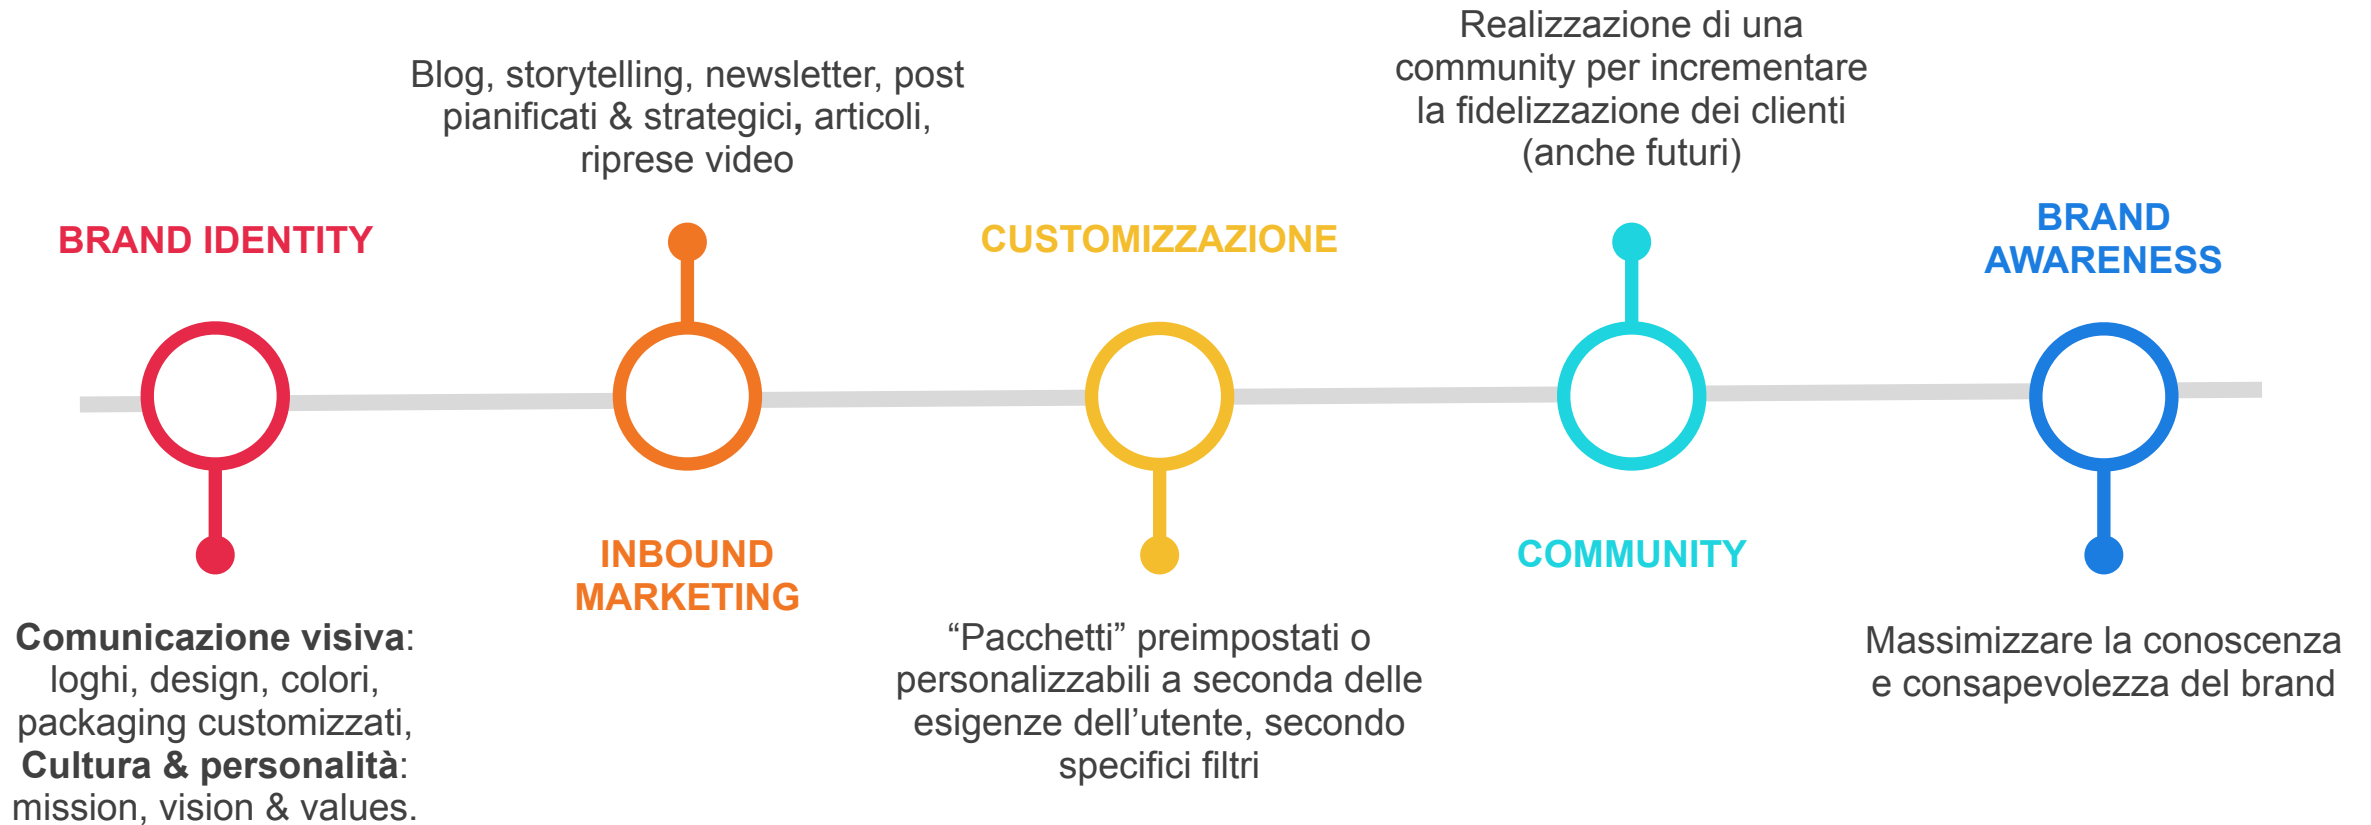 BRAND IDENTITY
Comunicazione visiva:
loghi, design, colori,
packaging customizzati,
Cultura & personalità:
mission, vision & values.
Blog, storytelling, newsletter, post
pianificati & strategici, articoli,
riprese video
INBOUND
MARKETING
CUSTOMIZZAZIONE
“Pacchetti” preimpostati o
personalizzabili a seconda delle
esigenze dell’utente, secondo
specifici filtri
Realizzazione di una
community per incrementare
la fidelizzazione dei clienti
(anche futuri)
COMMUNITY
BRAND
AWARENESS
Massimizzare la conoscenza
e consapevolezza del brand